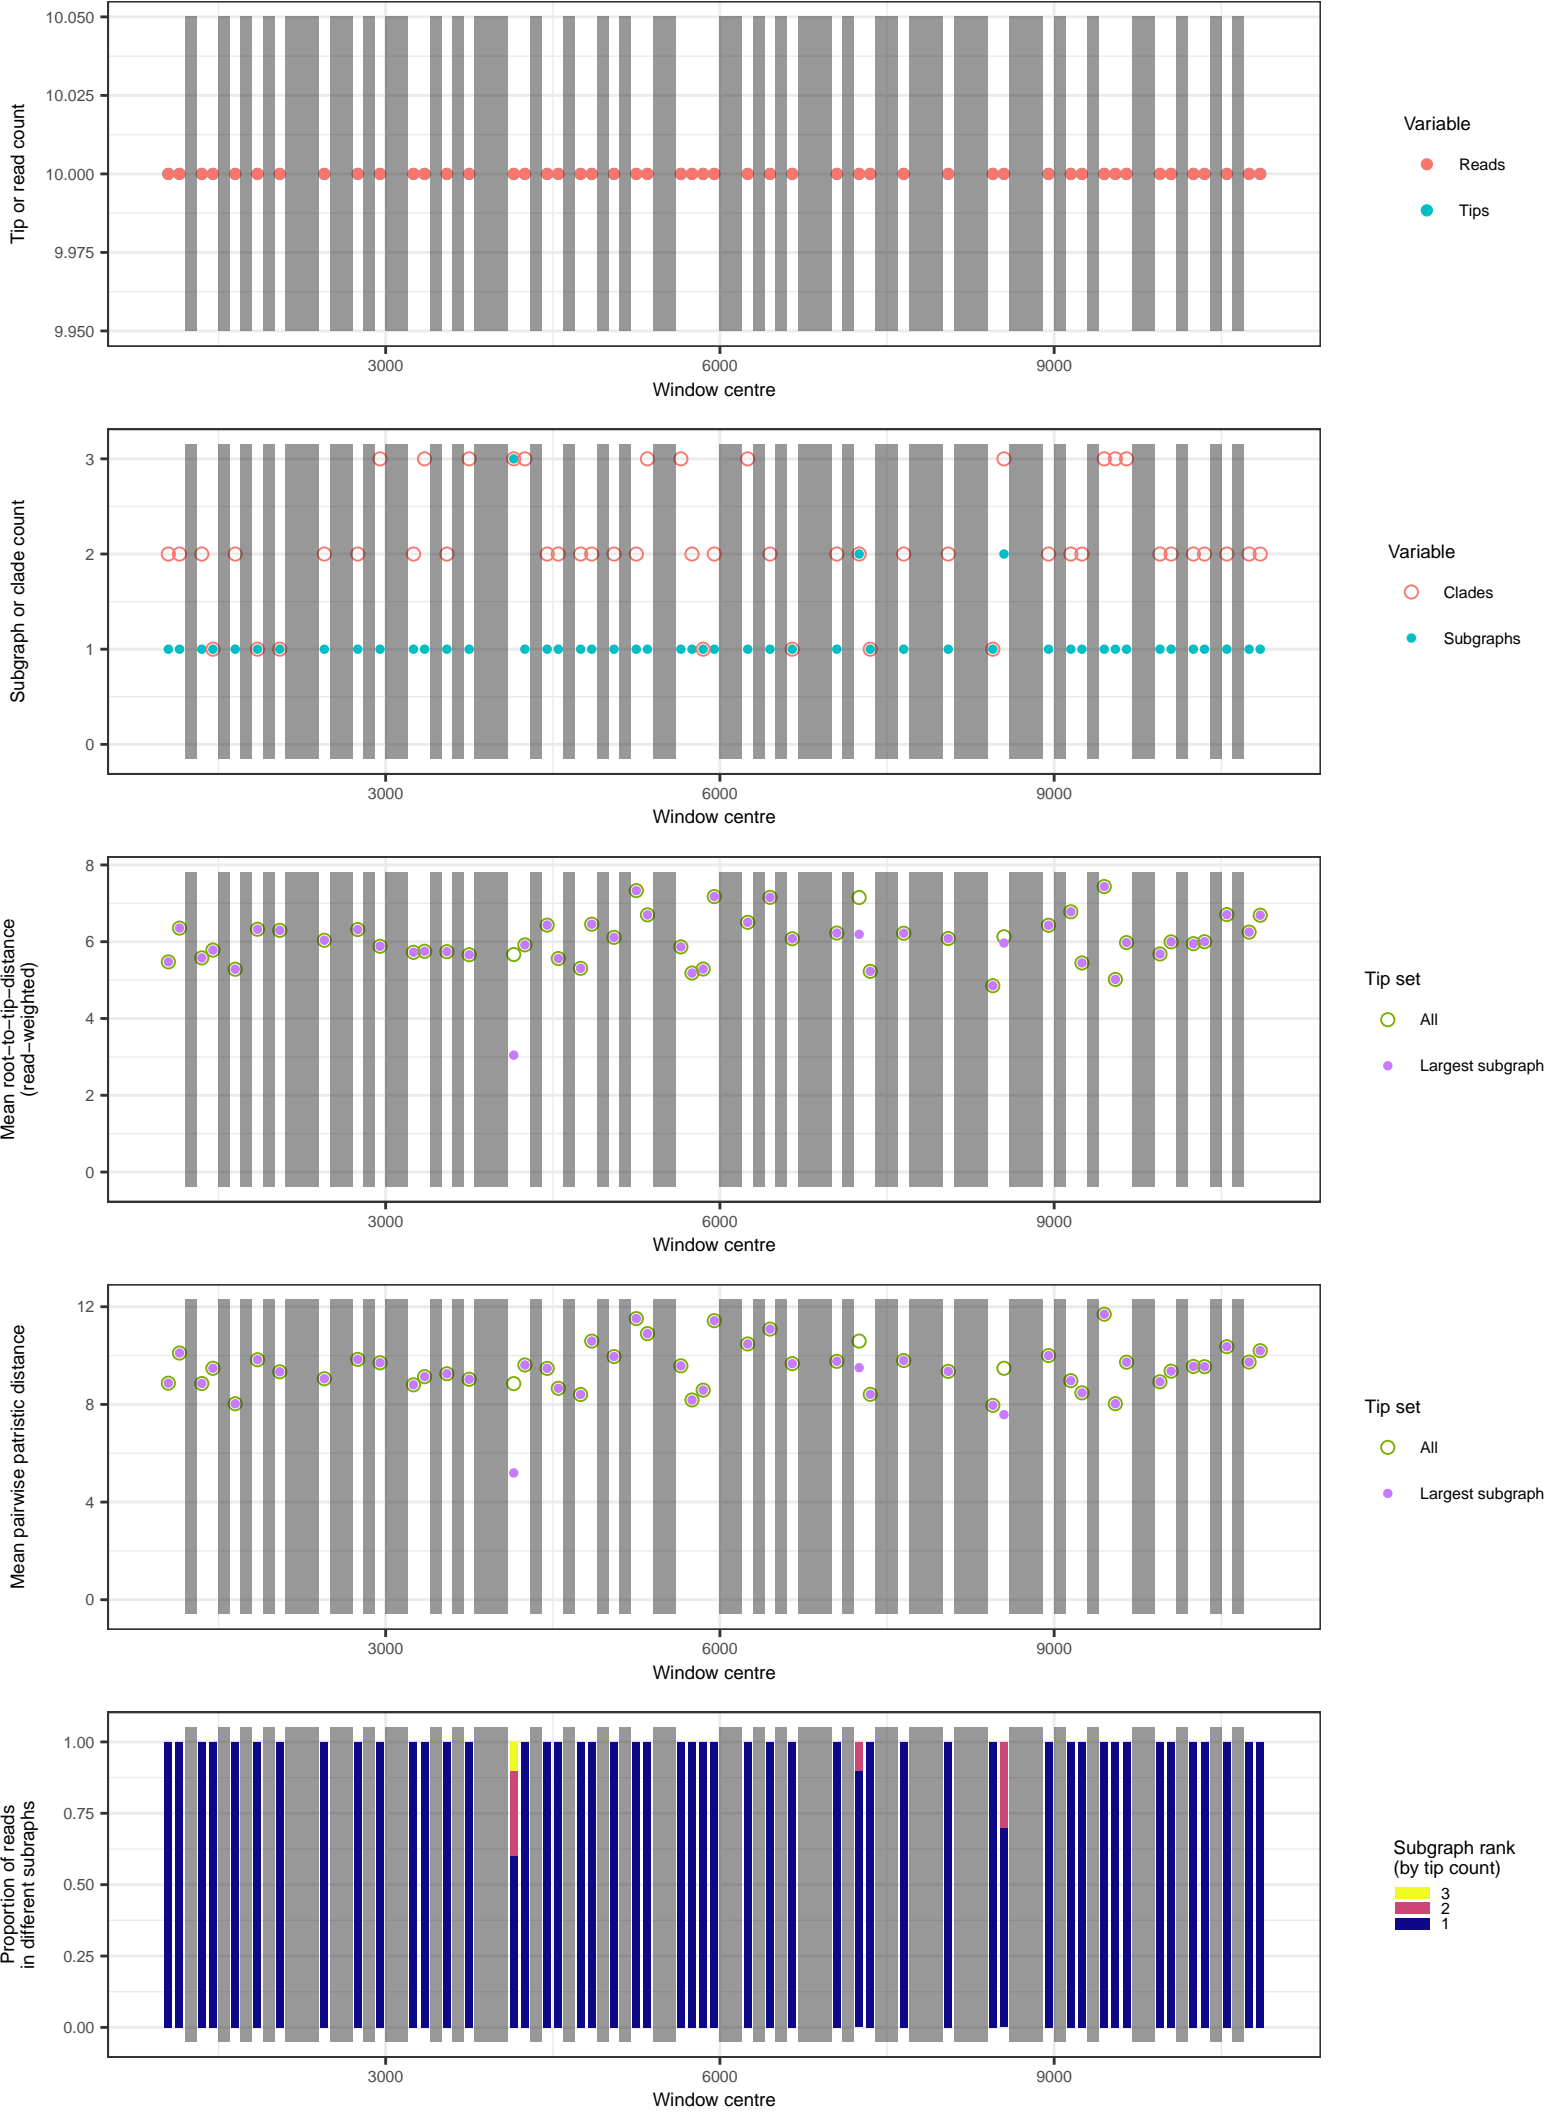 10.050
10.025
10.000
9.975
9.950
Tip or read count
3000
6000
9000
Window centre
Variable
Reads
Tips
3
2
1
0
Subgraph or clade count
3000
6000
9000
Window centre
Variable
Clades
Subgraphs
8
6
4
2
0
Mean root−to−tip−distance
(read−weighted)
3000
6000
9000
Window centre
Tip set
All
Largest subgraph
12
8
4
0
Mean pairwise patristic distance
3000
6000
9000
Window centre
Tip set
All
Largest subgraph
1.00
0.75
0.50
0.25
0.00
Proportion of reads
in different subraphs
3000
6000
9000
Window centre
Subgraph rank
(by tip count)
3
2
1